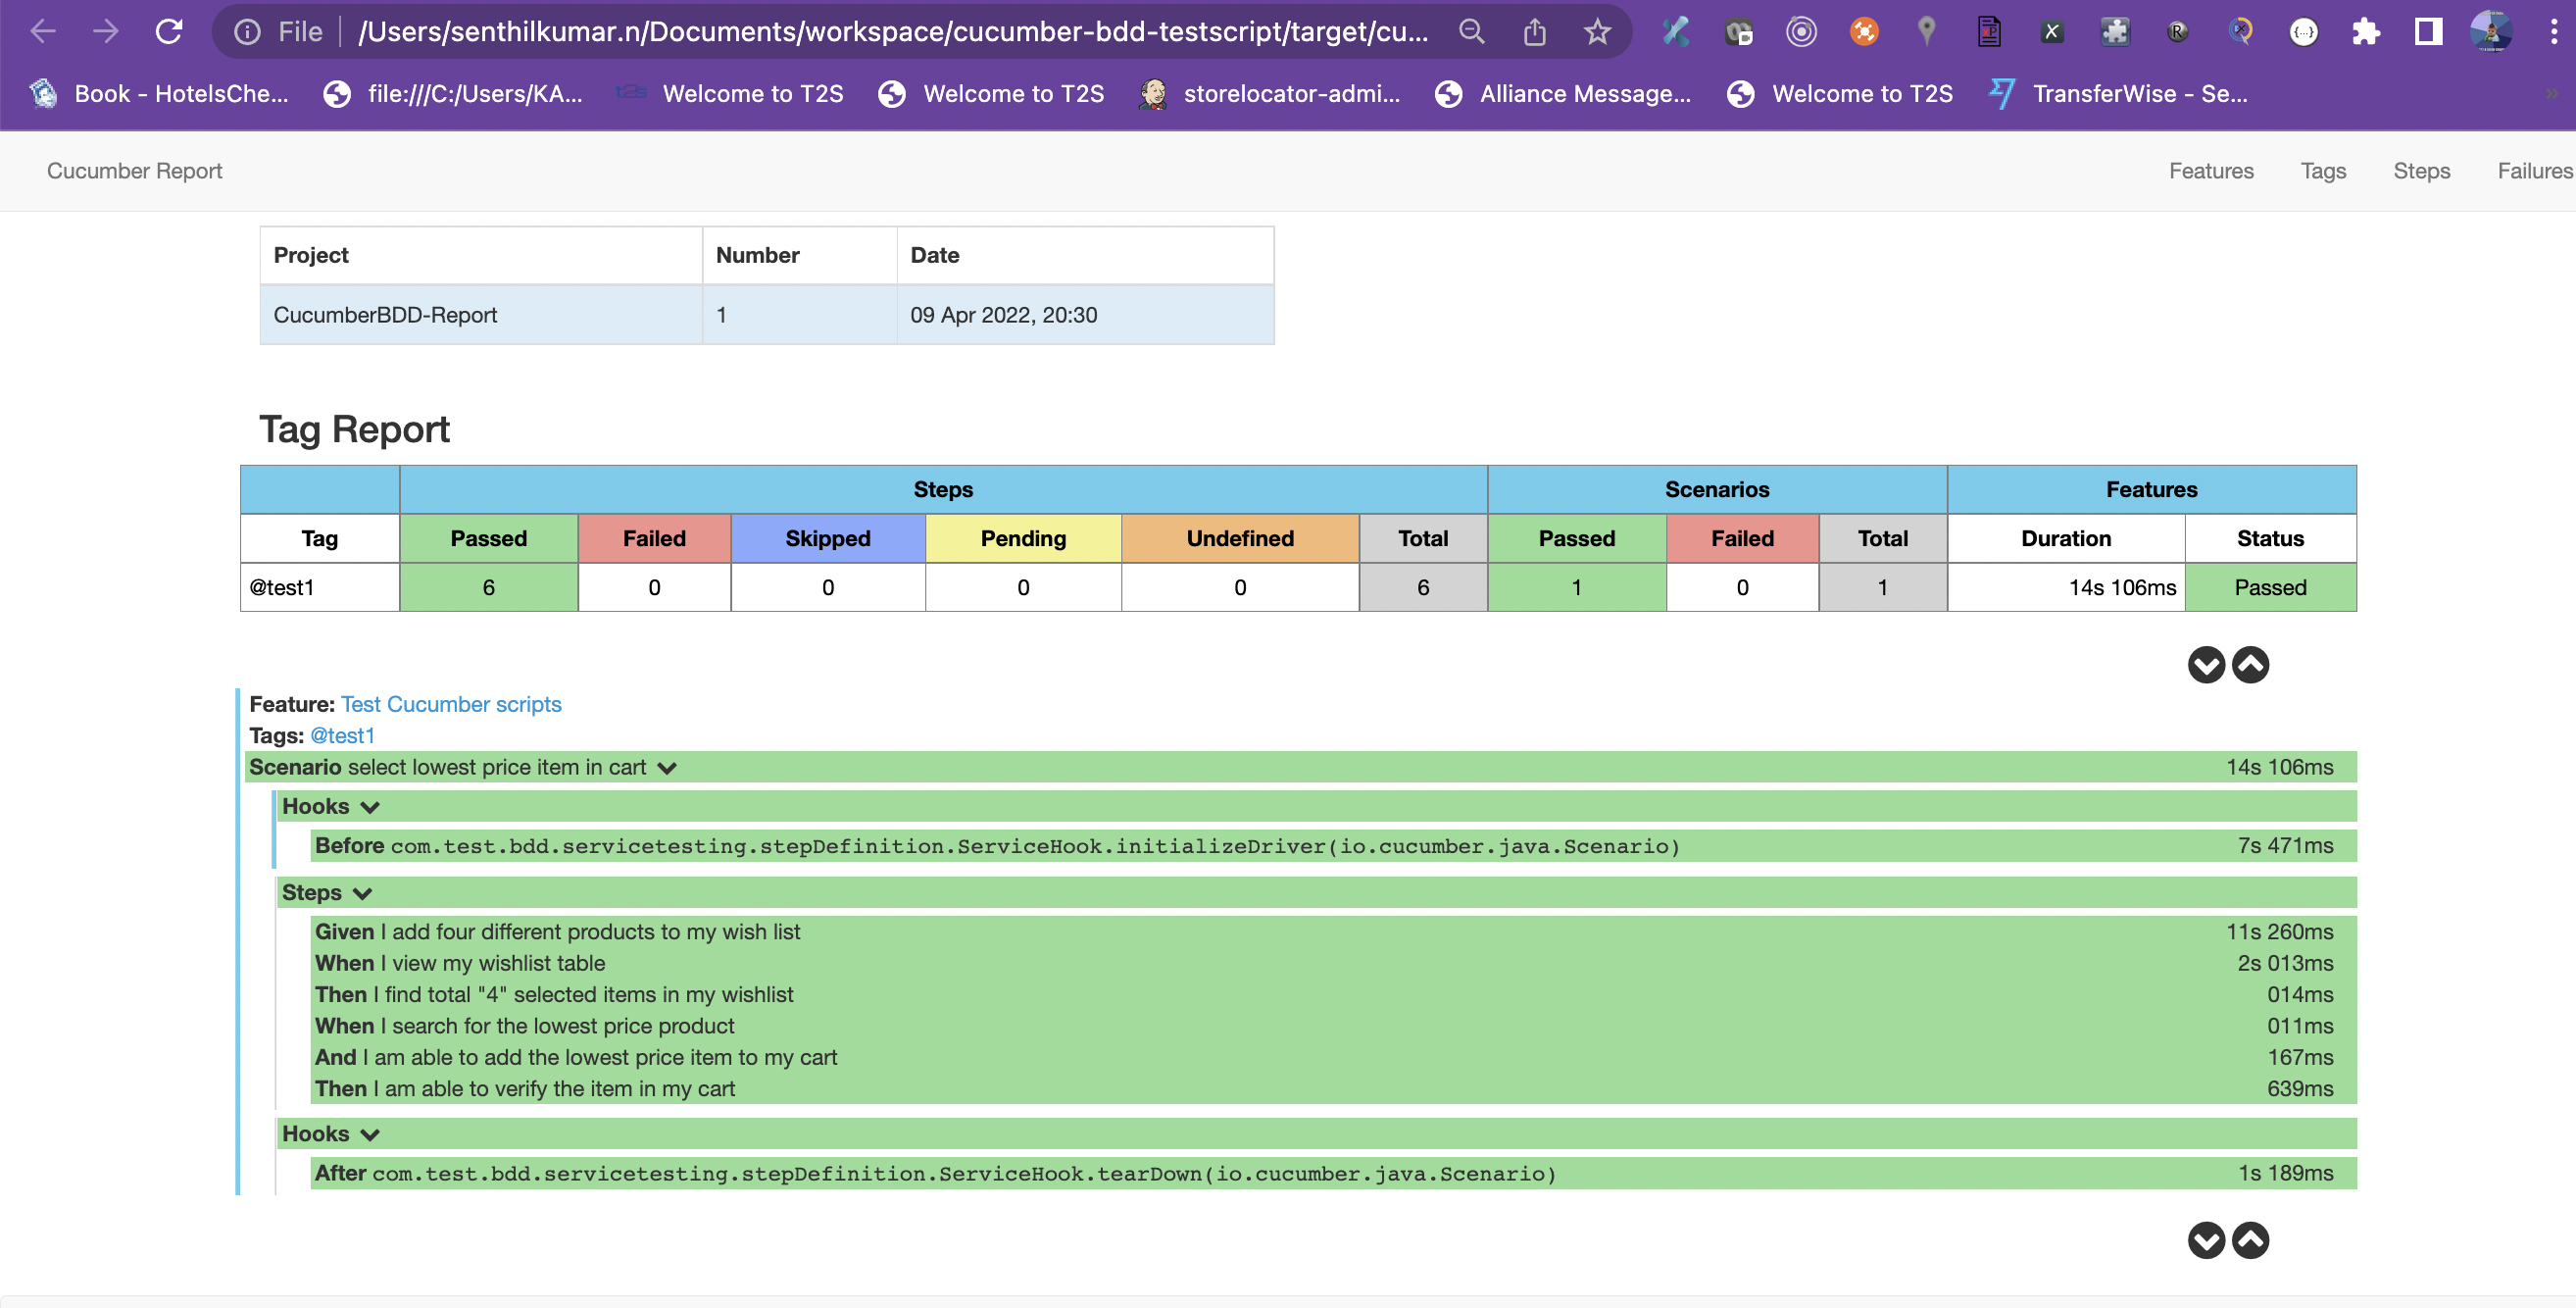 File /Users/senthilkumar.n/Documents/workspace/cucumber-bdd-testscript/target/cu...
Book - HotelsChe... file:///C:/Users/KA... Welcome to T2S Welcome to T2S storelocator-admi... Alliance Message... Welcome to T2S TransferWise - Se... »
Cucumber Report Features Tags Steps Failures
Project Number Date
CucumberBDD-Report 1 09 Apr 2022, 20:30
Tag Report
Steps Scenarios Features
Tag Passed Failed Skipped Pending Undefined Total Passed Failed Total Duration Status
@test1 6 0 0 0 0 6 1 0 1 14s 106ms Passed
Feature: Test Cucumber scripts
Tags: @test1
Scenario select lowest price item in cart 14s 106ms
Hooks
Before com.test.bdd.servicetesting.stepDefinition.ServiceHook.initializeDriver(io.cucumber.java.Scenario) 7s 471ms
Steps
Given I add four different products to my wish list 11s 260ms
When I view my wishlist table 2s 013ms
Then I find total "4" selected items in my wishlist 014ms
When I search for the lowest price product 011ms
And I am able to add the lowest price item to my cart 167ms
Then I am able to verify the item in my cart 639ms
Hooks
After com.test.bdd.servicetesting.stepDefinition.ServiceHook.tearDown(io.cucumber.java.Scenario) 1s 189ms